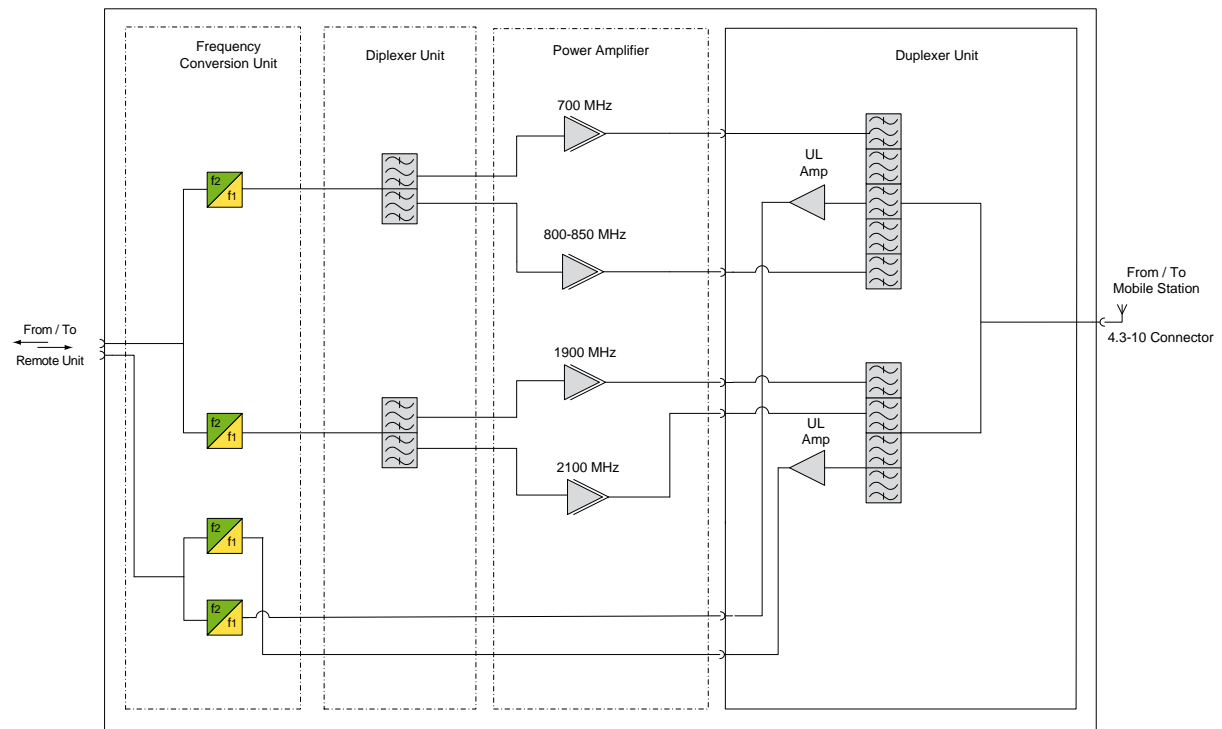 Frequency
Conversion Unit
Diplexer Unit
Power Amplifier
Duplexer Unit
700 MHz
UL
Amp
f2
f1
800-850 MHz
From / To
Mobile Station
4.3-10 Connector
From / To
Remote Unit
1900 MHz
f2
f1
UL
Amp
2100 MHz
f2
f1
f2
f1